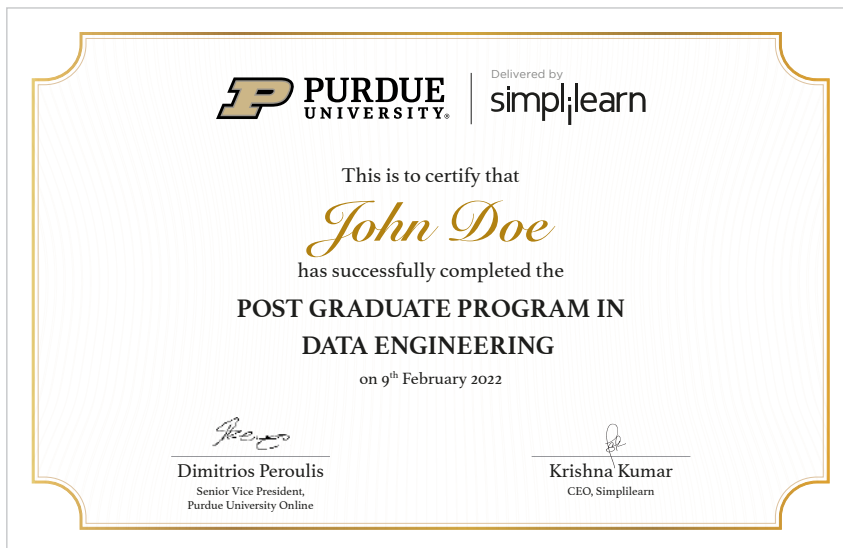 PURDUE
UNIVERSITY®
Delivered by
simplilearn
This is to certify that
John Doe
has successfully completed the
POST GRADUATE PROGRAM IN
DATA ENGINEERING
on 9th February 2022
Dimitrios Peroulis
Senior Vice President,
Purdue University Online
Krishna Kumar
CEO, Simplilearn